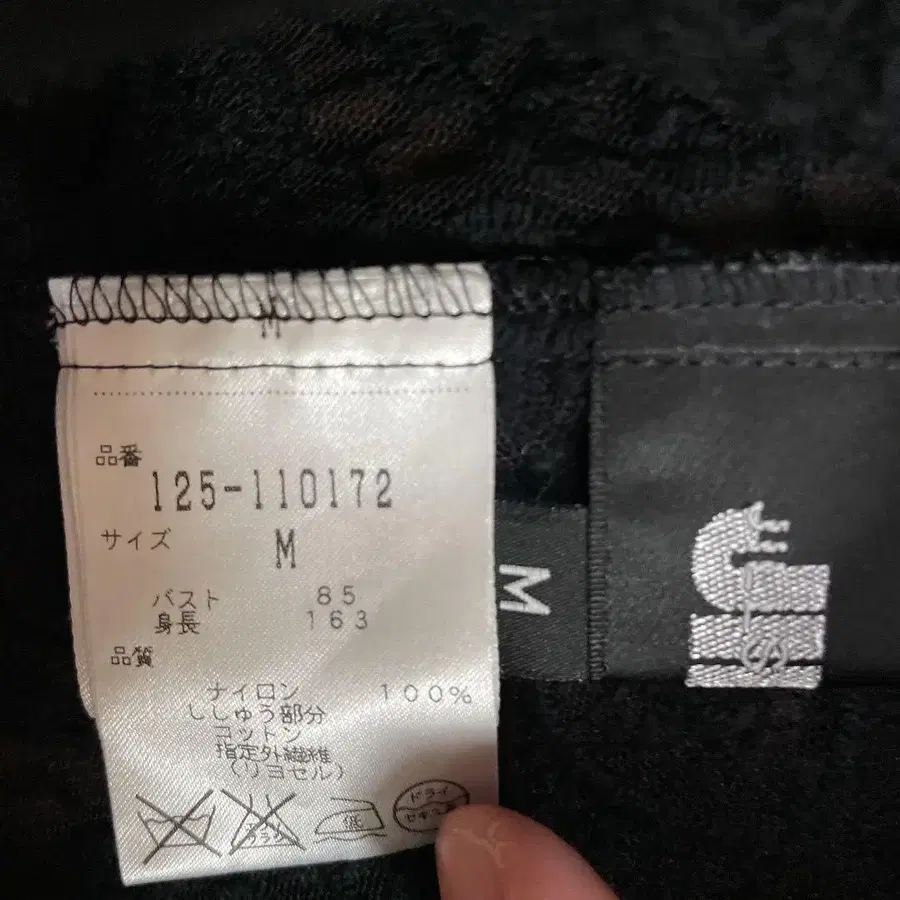 M
品番
125-110172
サイズ
M
バスト 85
身長 163
品質
ナイロン 100%
ししゅう部分
コットン
指定外繊維
(リヨセル)
低
ドライ
M